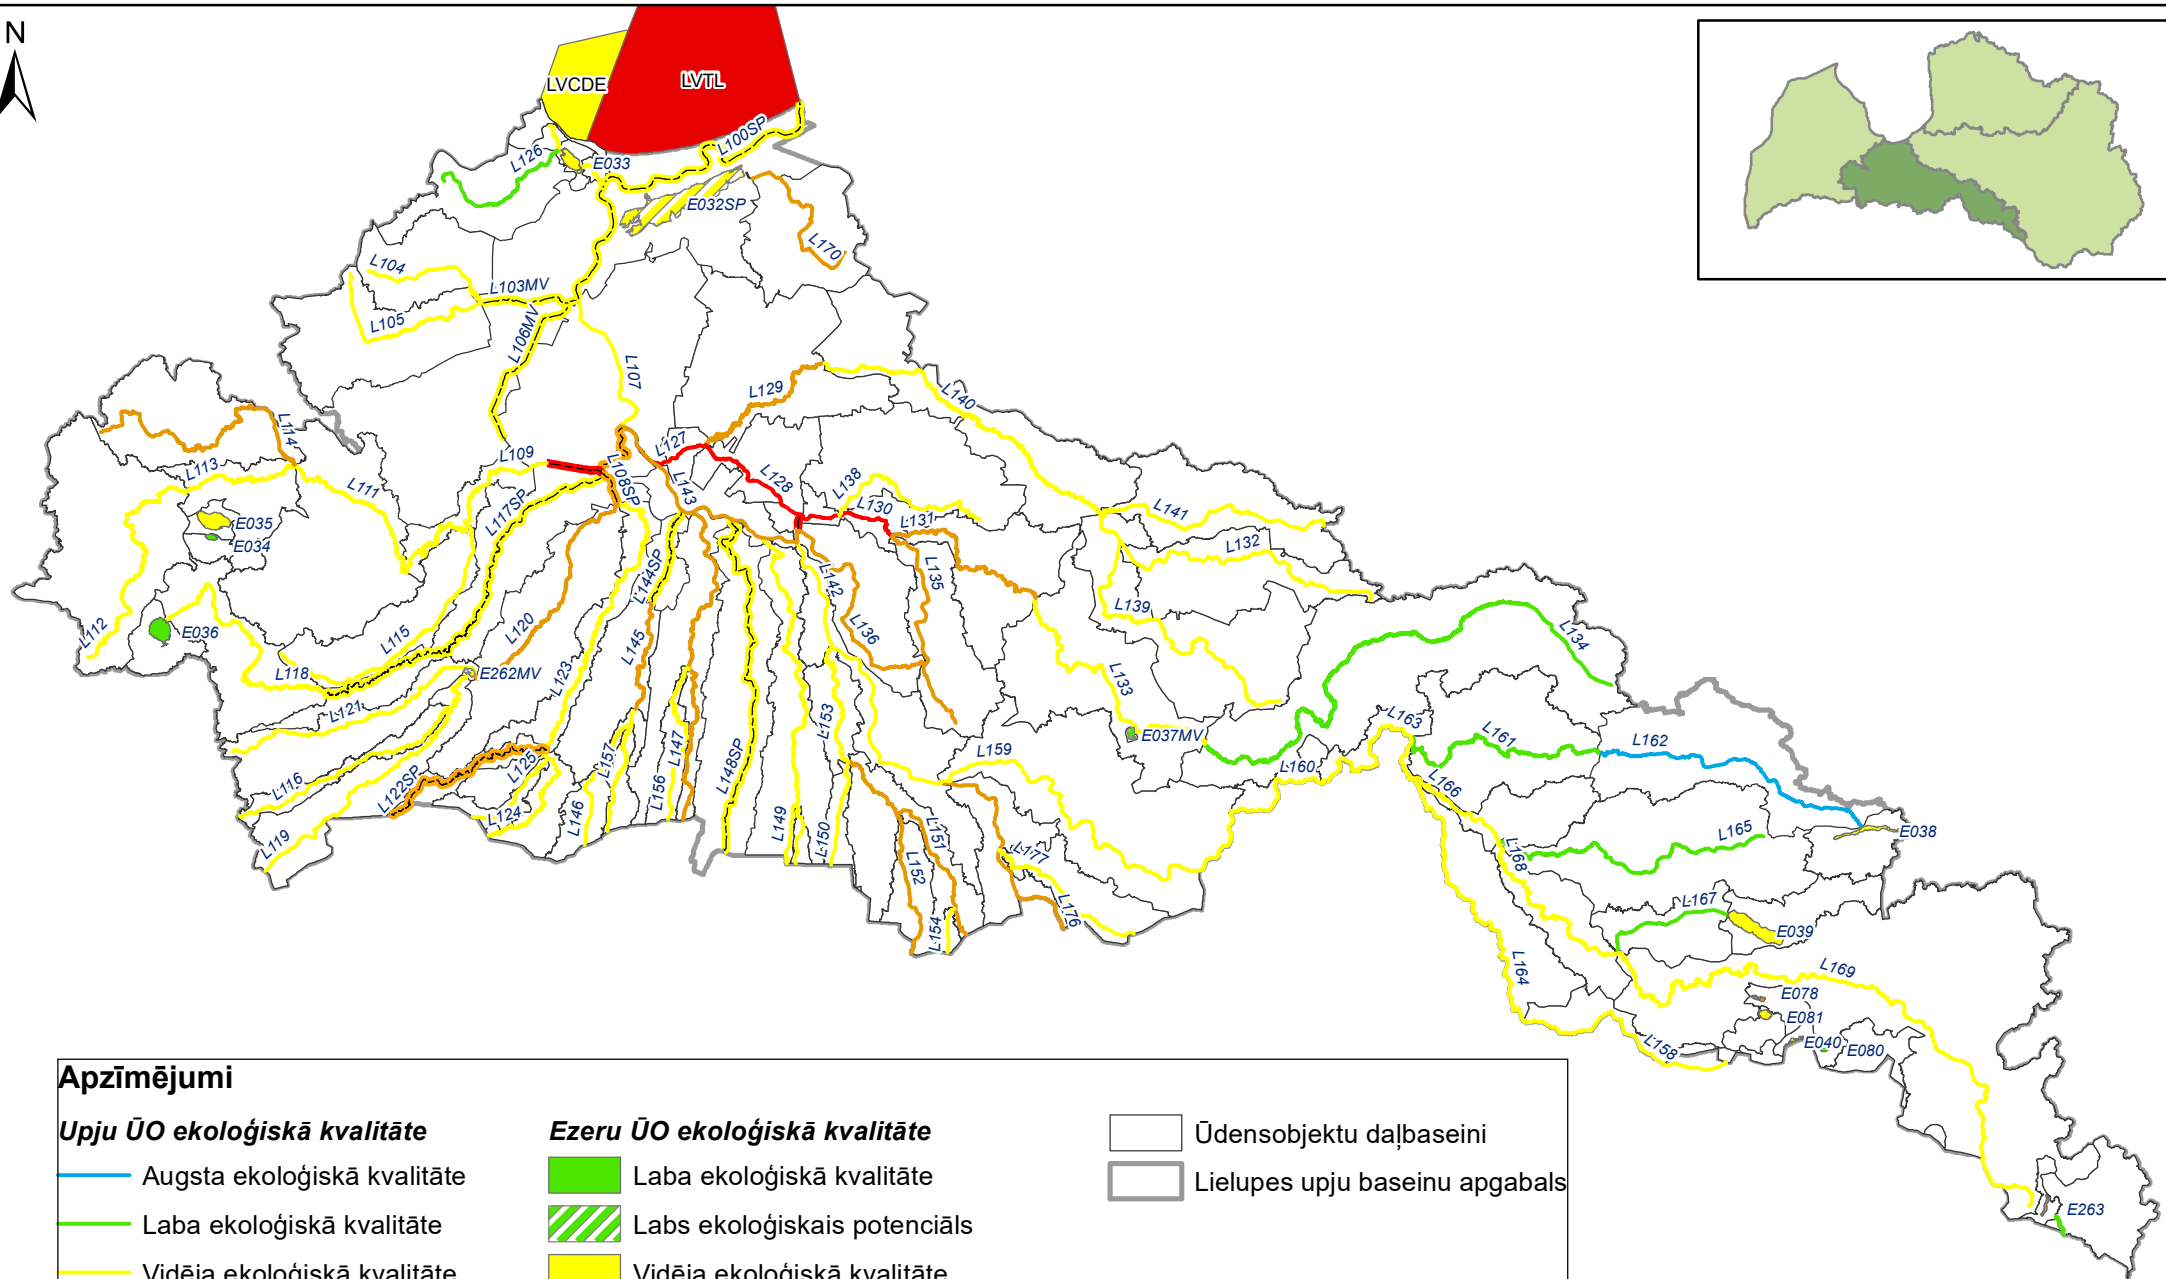 N
LVCDE
LVTL
L100SP
L126
E033
E032SP
L170
L104
L103MV
L105
L106MV
L107
L129
L140
L114
L113
L109
L111
L127
L128
L108SP
L143
L138
L130
L131
L141
L117SP
E035
E034
L132
L144SP
L142
L135
L139
L112
E036
L120
L115
L145
L136
L134
L118
E262MV
L123
L133
L121
L153
E037MV
L163
L161
L162
L159
L125
L157
L147
L148SP
L160
L116
L122SP
L156
L166
L124
L146
L149
L150
L151
L165
E038
L119
L152
L177
L168
L167
L176
L154
E039
L164
L169
E078
E081
E040
E080
L158
E263
Apzīmējumi
Upju ŪO ekoloģiskā kvalitāte
Augsta ekoloģiskā kvalitāte
Laba ekoloģiskā kvalitāte
Vidēja ekoloģiskā kvalitāte
Ezeru ŪO ekoloģiskā kvalitāte
Laba ekoloģiskā kvalitāte
Labs ekoloģiskais potenciāls
Vidēja ekoloģiskā kvalitāte
Ūdensobjektu daļbaseini
Lielupes upju baseinu apgabals